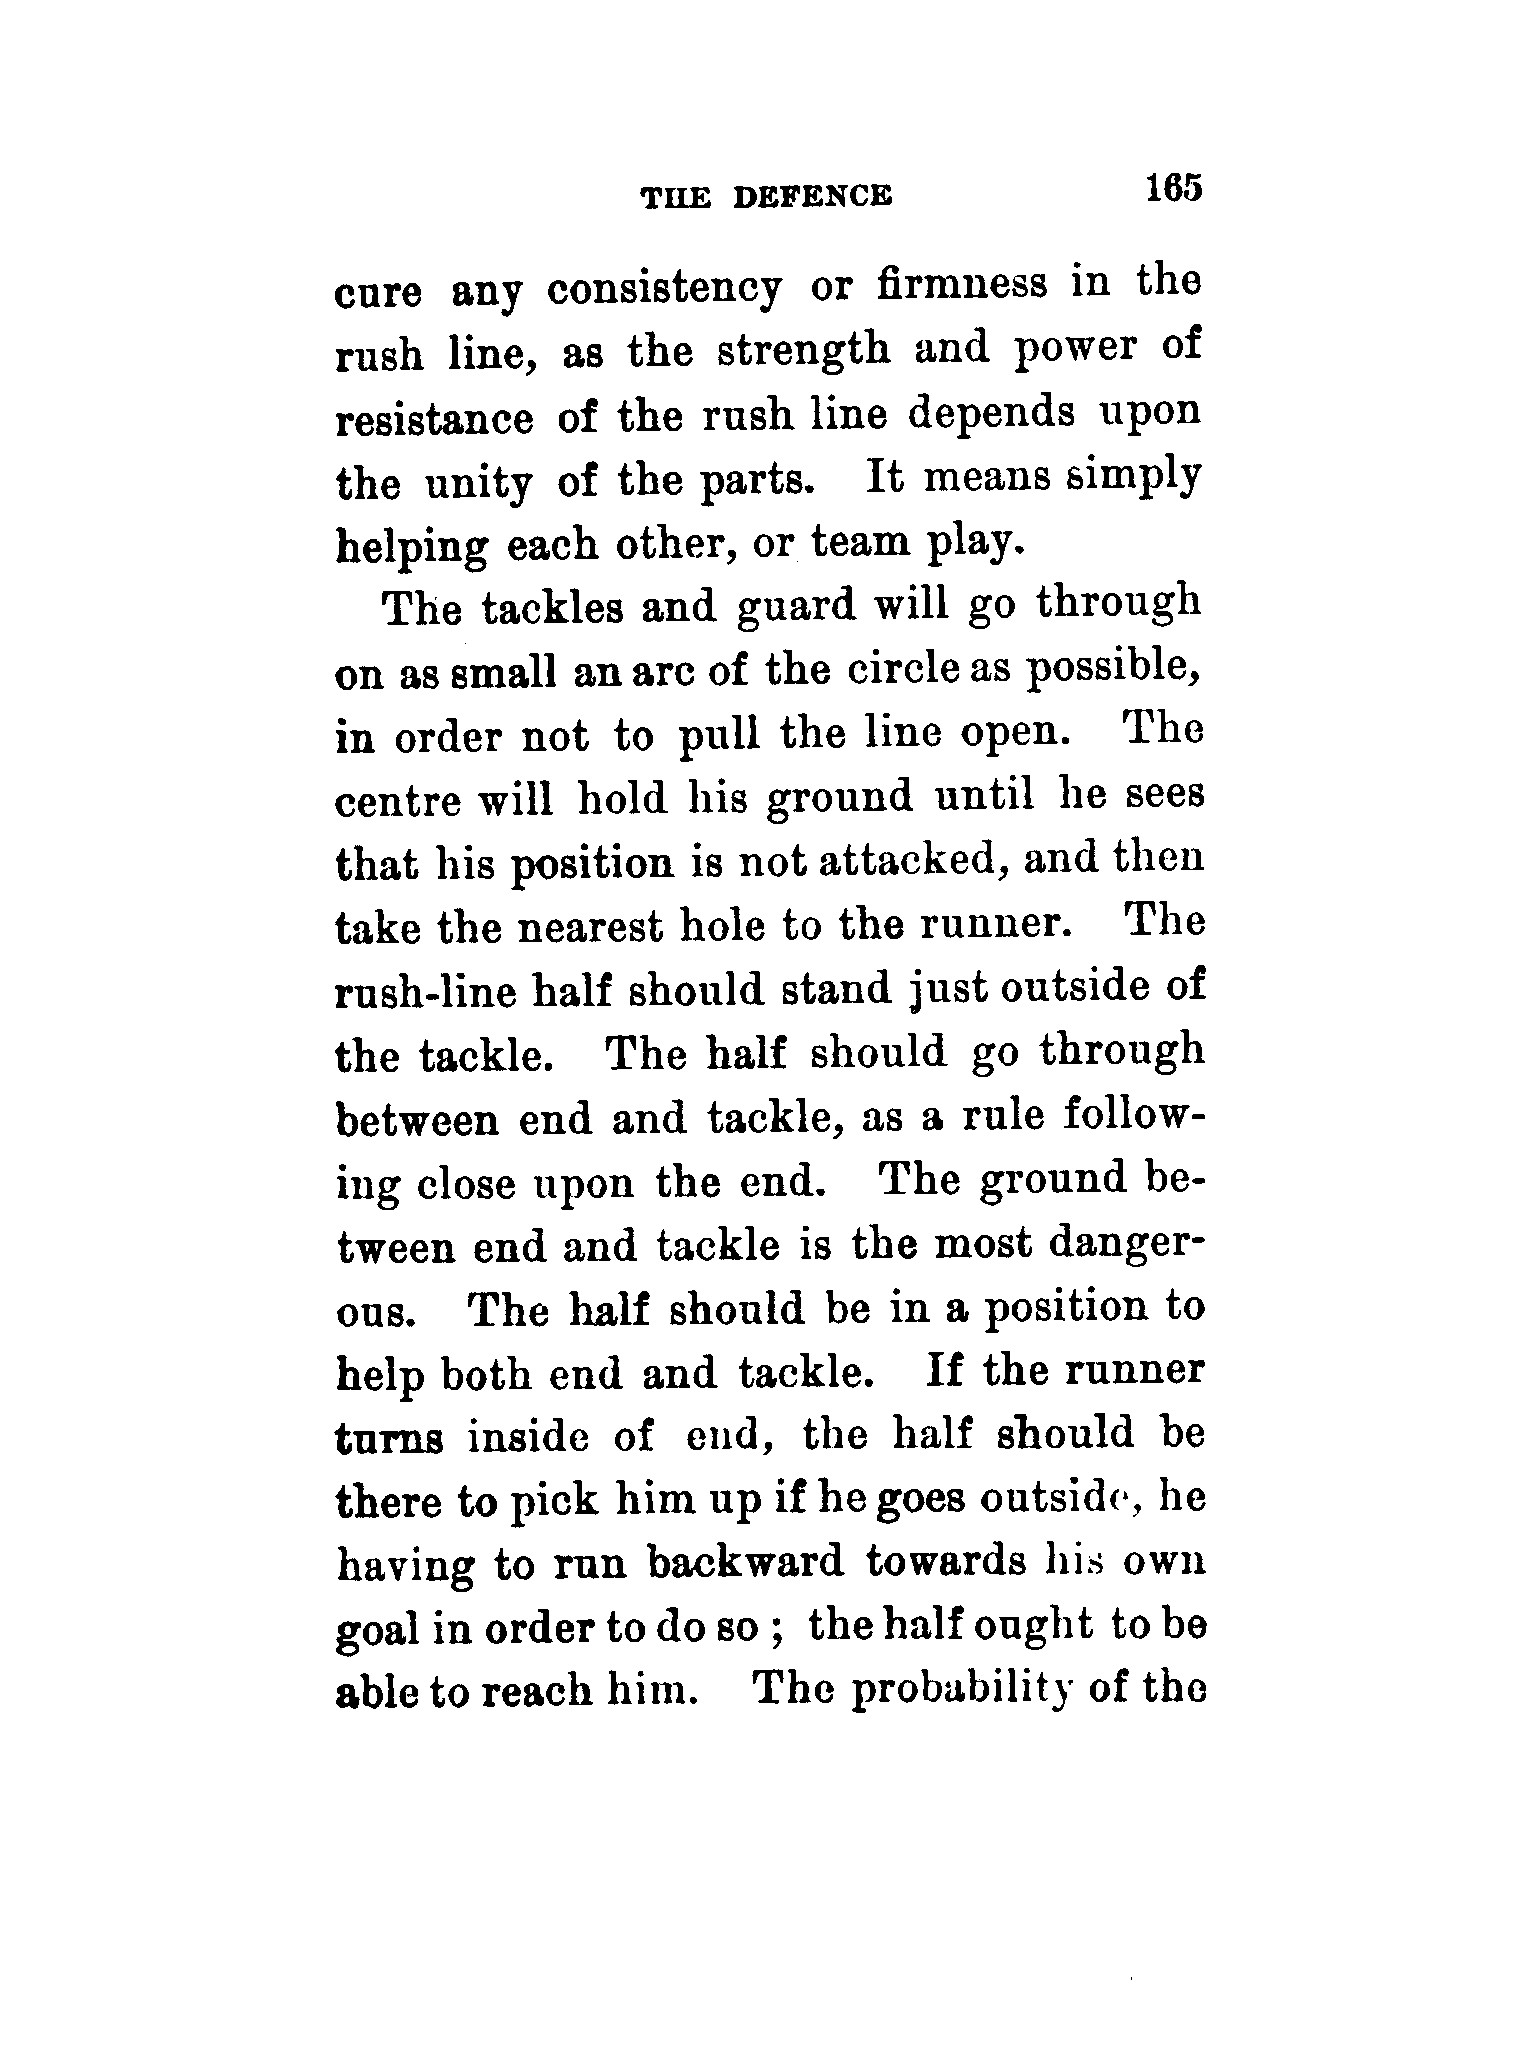 THE DEFENCE 165
cure any consistency or firmness in the
rush line, as the strength and power of
resistance of the rush line depends upon
the unity of the parts. It means simply
helping each other, or team play.
The tackles and guard will go through
on as small an arc of the circle as possible,
in order not to pull the line open. The
centre will hold his ground until he sees
that his position is not attacked, and then
take the nearest hole to the runner. The
rush-line half should stand just outside of
the tackle. The half should go through
between end and tackle, as a rule follow-
ing close upon the end. The ground be-
tween end and tackle is the most danger-
ous. The half should be in a position to
help both end and tackle. If the runner
turns inside of end, the half should be
there to pick him up if he goes outside, he
having to run backward towards his own
goal in order to do so ; the half ought to be
able to reach him. The probability of the